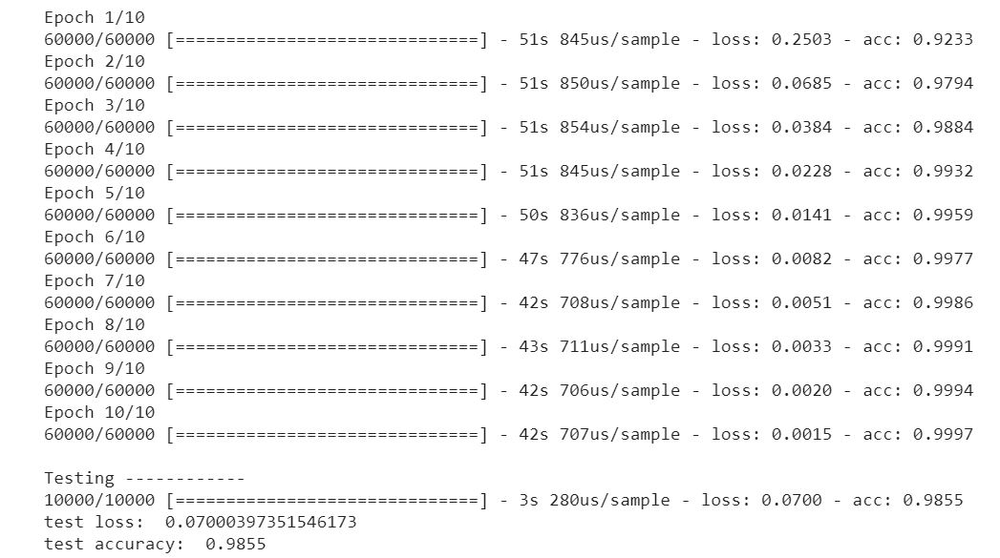 Epoch 1/10
60000/60000 [==============================] - 51s 845us/sample - loss: 0.2503 - acc: 0.9233
Epoch 2/10
60000/60000 [==============================] - 51s 850us/sample - loss: 0.0685 - acc: 0.9794
Epoch 3/10
60000/60000 [==============================] - 51s 854us/sample - loss: 0.0384 - acc: 0.9884
Epoch 4/10
60000/60000 [==============================] - 51s 845us/sample - loss: 0.0228 - acc: 0.9932
Epoch 5/10
60000/60000 [==============================] - 50s 836us/sample - loss: 0.0141 - acc: 0.9959
Epoch 6/10
60000/60000 [==============================] - 47s 776us/sample - loss: 0.0082 - acc: 0.9977
Epoch 7/10
60000/60000 [==============================] - 42s 708us/sample - loss: 0.0051 - acc: 0.9986
Epoch 8/10
60000/60000 [==============================] - 43s 711us/sample - loss: 0.0033 - acc: 0.9991
Epoch 9/10
60000/60000 [==============================] - 42s 706us/sample - loss: 0.0020 - acc: 0.9994
Epoch 10/10
60000/60000 [==============================] - 42s 707us/sample - loss: 0.0015 - acc: 0.9997
Testing ------------
10000/10000 [==============================] - 3s 280us/sample - loss: 0.0700 - acc: 0.9855
test loss:  0.07000397351546173
test accuracy:  0.9855